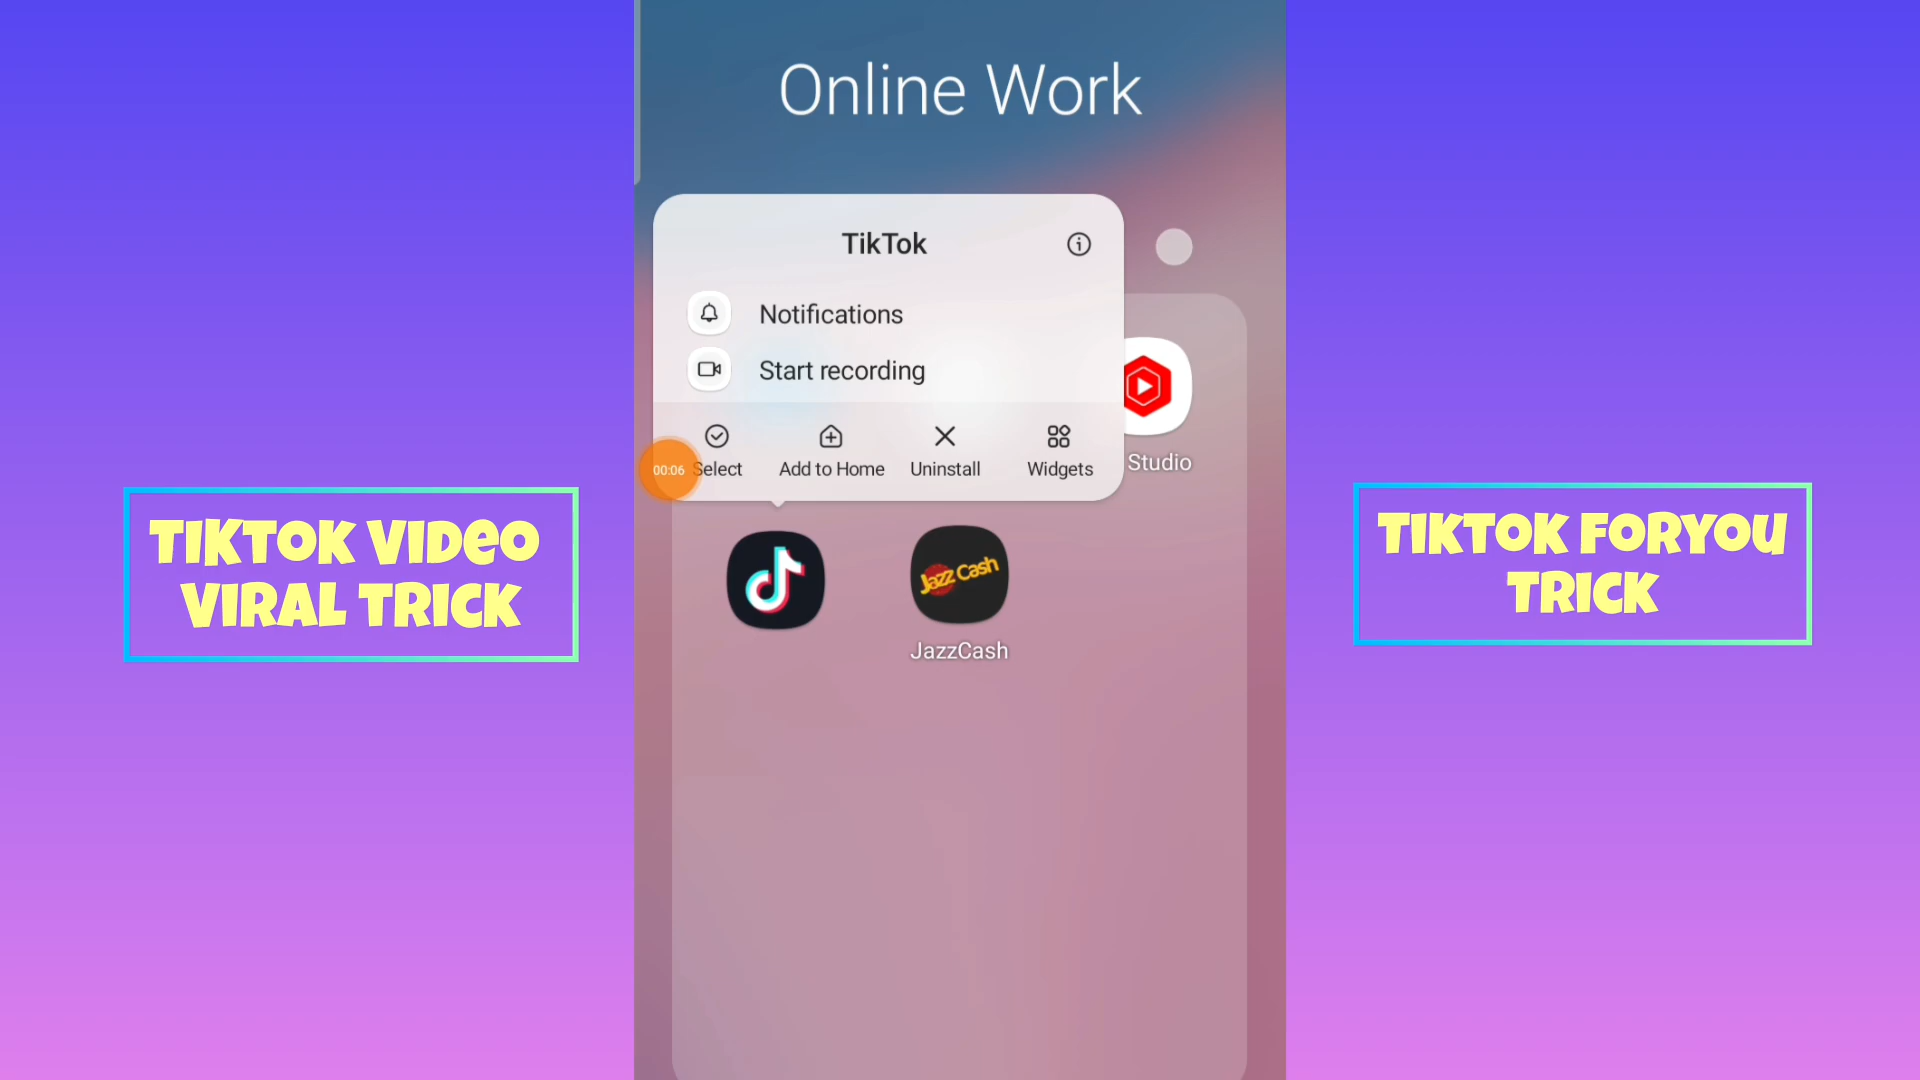 Online Work
TikTok
Notifications
Start recording
00:06
Select
Add to Home
Uninstall
Widgets
Studio
Jazz Cash
JazzCash
TIKTOK VIDEO
VIRAL TRICK
TIKTOK FORYOU
TRICK